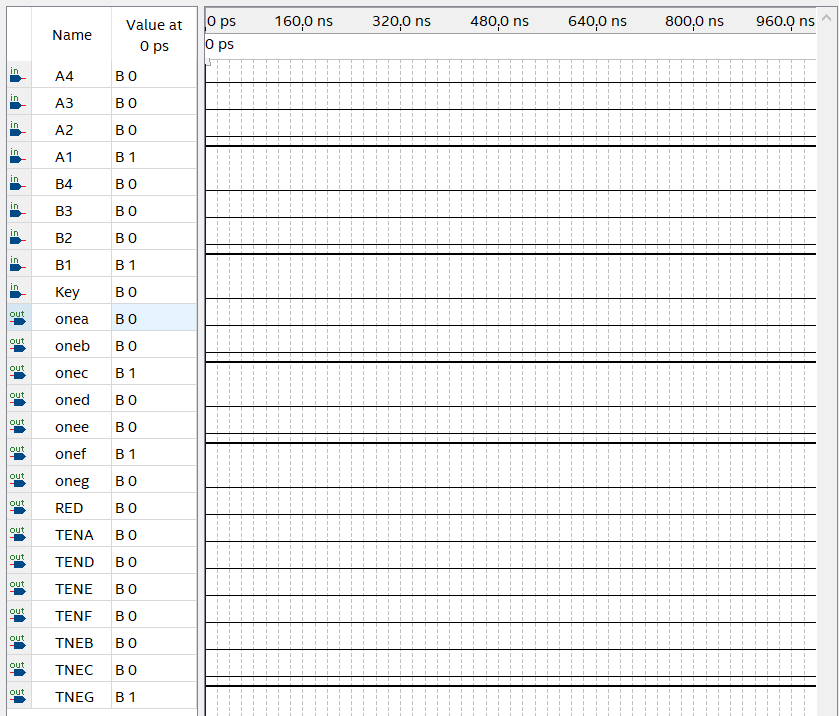 Name Value at 0 ps
0 ps 160.0 ns 320.0 ns 480.0 ns 640.0 ns 800.0 ns 960.0 ns
0 ps
in A4 B 0
in A3 B 0
in A2 B 0
in A1 B 1
in B4 B 0
in B3 B 0
in B2 B 0
in B1 B 1
in Key B 0
out onea B 0
out oneb B 0
out onec B 1
out oned B 0
out onee B 0
out onef B 1
out oneg B 0
out RED B 0
out TENA B 0
out TEND B 0
out TENE B 0
out TENF B 0
out TNEB B 0
out TNEC B 0
out TNEG B 1